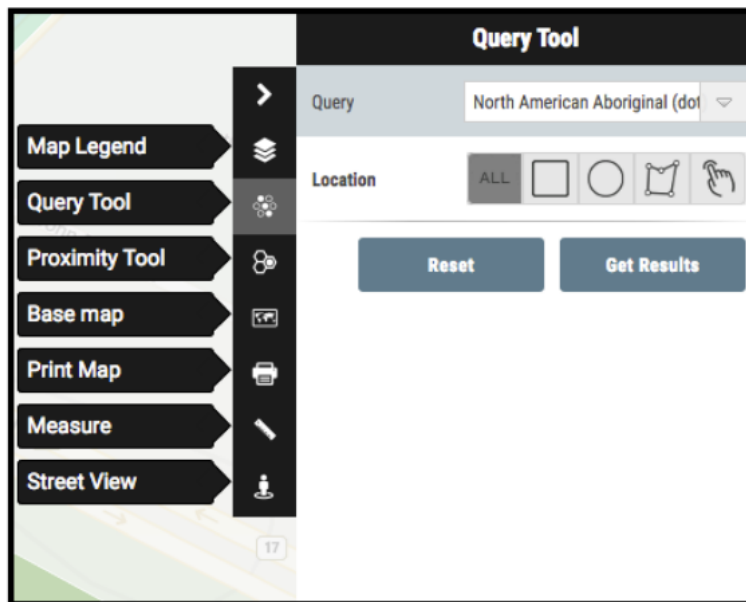 Query Tool
Query
North American Aboriginal (dot
Location
ALL
Reset
Get Results
Map Legend
Query Tool
Proximity Tool
Base map
Print Map
Measure
Street View
17